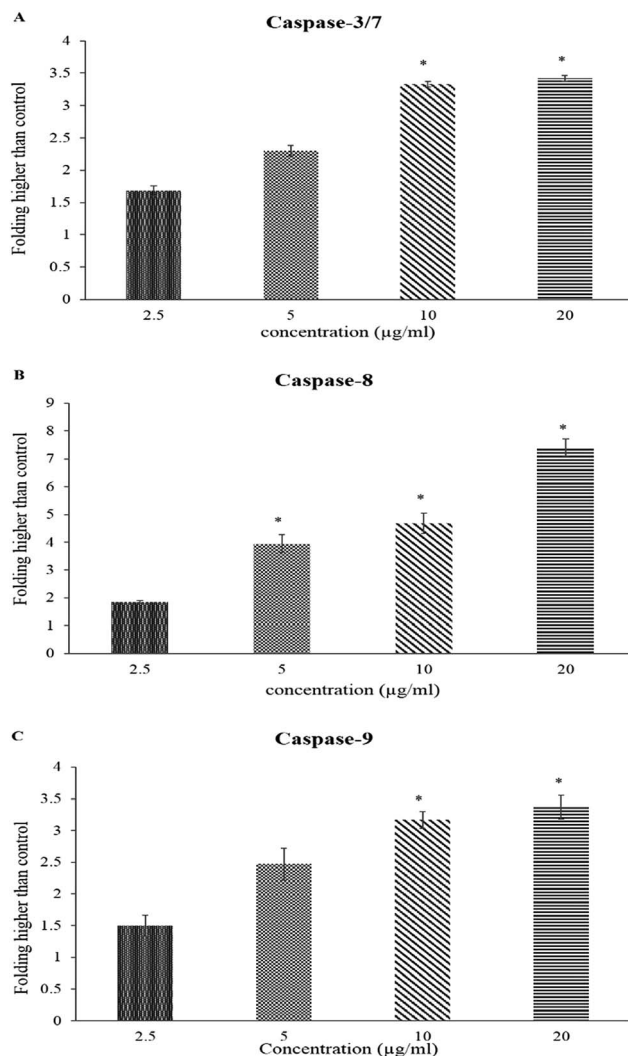 A
Caspase-3/7
Folding higher than control
4
3.5
3
2.5
2
1.5
1
0.5
0
*
*
2.5 5 10 20
concentration (µg/ml)
B
Caspase-8
Folding higher than control
9
8
7
6
5
4
3
2
1
0
*
*
*
2.5 5 10 20
concentration (µg/ml)
C
Caspase-9
Folding higher than control
4
3.5
3
2.5
2
1.5
1
0.5
0
*
*
2.5 5 10 20
Concentration (µg/ml)